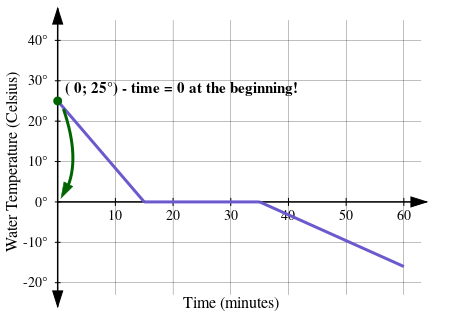 40°
30°
( 0; 25°) - time = 0 at the beginning!
20°
10°
0°
10 20 30 40 50 60
-10°
-20°
Water Temperature (Celsius)
Time (minutes)